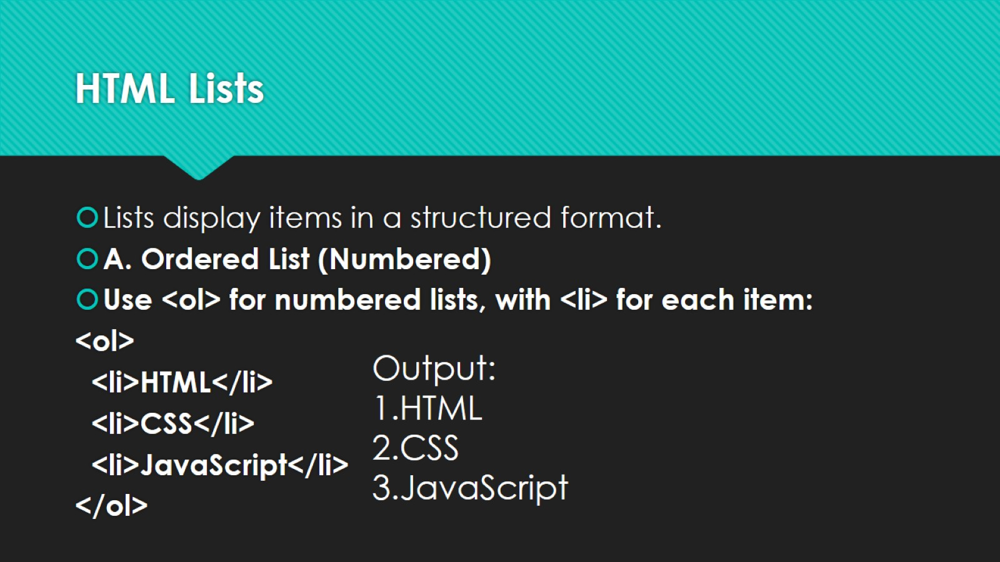 HTML Lists
Lists display items in a structured format.
A. Ordered List (Numbered)
Use <ol> for numbered lists, with <li> for each item:
<ol>
<li>HTML</li>
<li>CSS</li>
<li>JavaScript</li>
</ol>
Output:
1.HTML
2.CSS
3.JavaScript